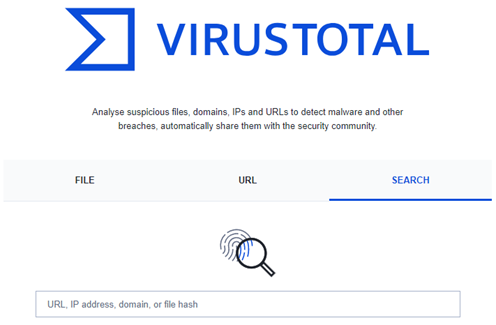 VIRUSTOTAL
Analyse suspicious files, domains, IPs and URLs to detect malware and other
breaches, automatically share them with the security community.
FILE URL SEARCH
URL, IP address, domain, or file hash